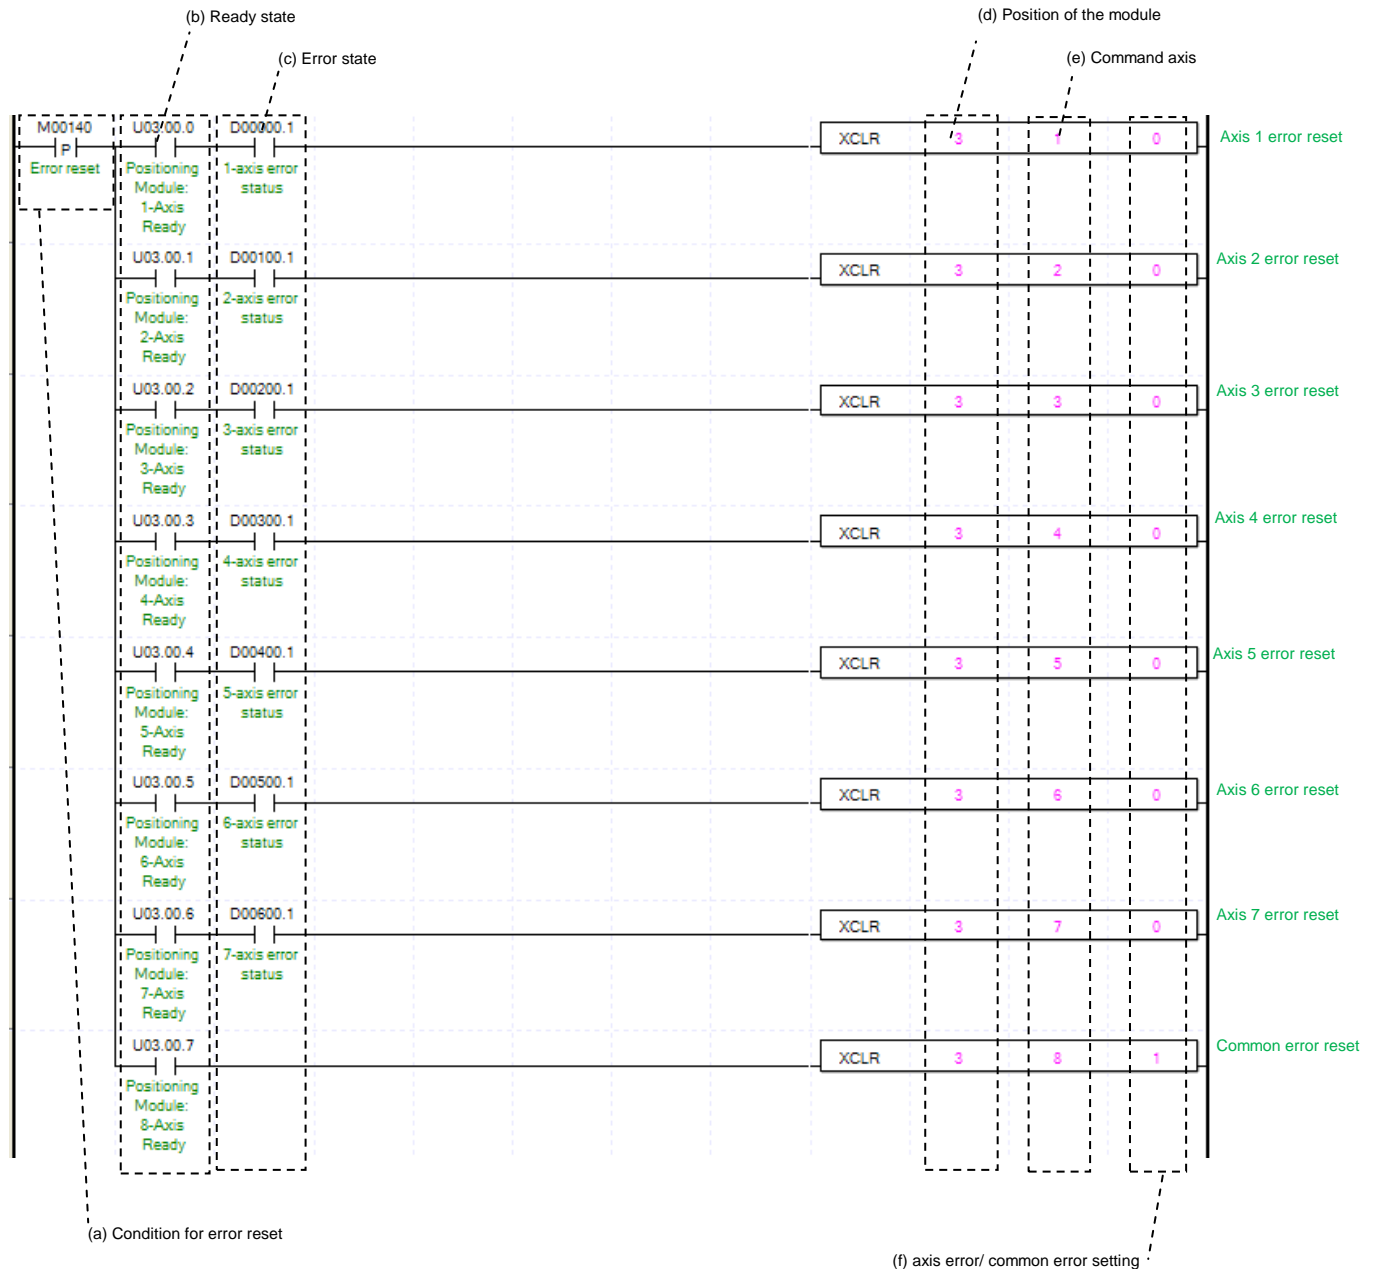 (b) Ready state
(d) Position of the module
(c) Error state
(e) Command axis
M00140 U03.00.0 D00000.1
P
XCLR 3 1 0 Axis 1 error reset
Error reset Positioning 1-axis error
Module: status
1-Axis
Ready
U03.00.1 D00100.1
XCLR 3 2 0 Axis 2 error reset
Positioning 2-axis error
Module: status
2-Axis
Ready
U03.00.2 D00200.1
XCLR 3 3 0 Axis 3 error reset
Positioning 3-axis error
Module: status
3-Axis
Ready
U03.00.3 D00300.1
XCLR 3 4 0 Axis 4 error reset
Positioning 4-axis error
Module: status
4-Axis
Ready
U03.00.4 D00400.1
XCLR 3 5 0 Axis 5 error reset
Positioning 5-axis error
Module: status
5-Axis
Ready
U03.00.5 D00500.1
XCLR 3 6 0 Axis 6 error reset
Positioning 6-axis error
Module: status
6-Axis
Ready
U03.00.6 D00600.1
XCLR 3 7 0 Axis 7 error reset
Positioning 7-axis error
Module: status
7-Axis
Ready
U03.00.7
XCLR 3 8 1 Common error reset
Positioning
Module:
8-Axis
Ready
(a) Condition for error reset
(f) axis error/ common error setting